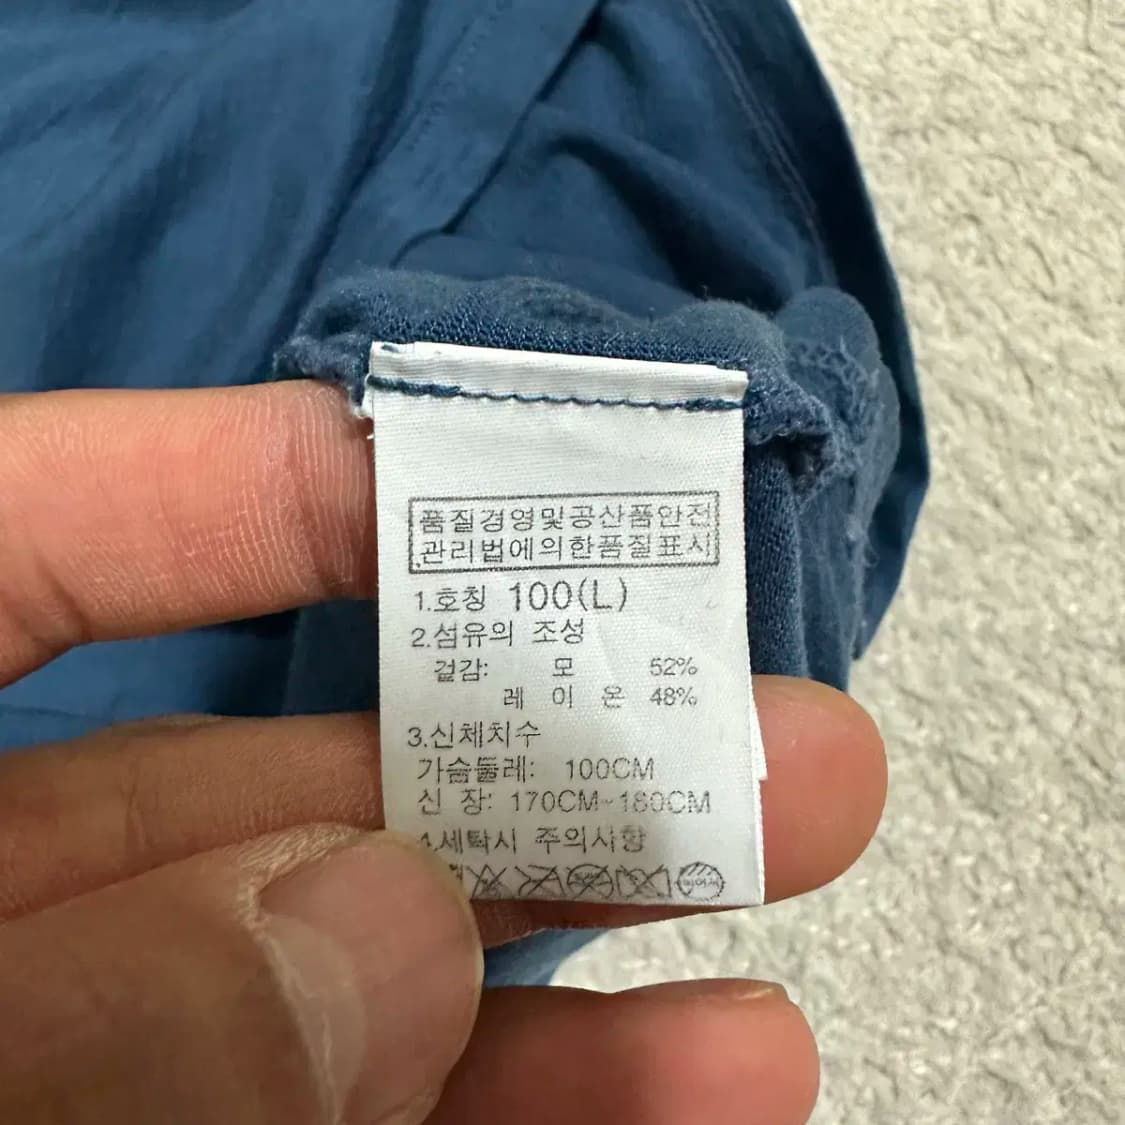 품질경영및공산품안전
관리법에의한품질표시
1.호칭 100(L)
2.섬유의 조성
겉감: 모 52%
레 이 온 48%
3.신체치수
가슴둘레: 100CM
신 장: 170CM~180CM
4.세탁시 주의사항